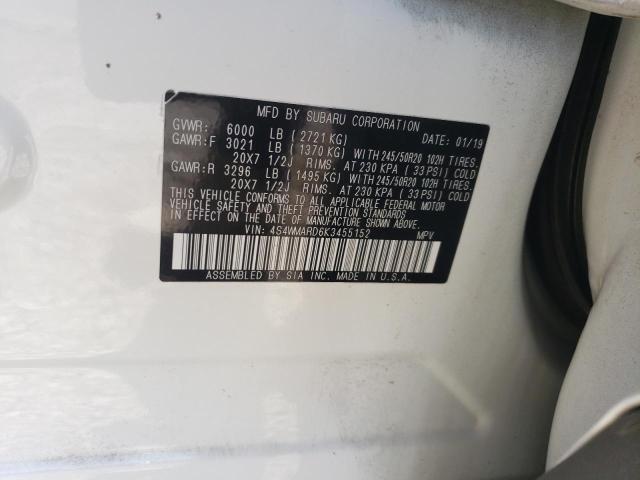 MFD BY SUBARU CORPORATION
GVWR: 6000 LB (2721 KG) DATE: 01/19
GAWR:F 3021 LB (1370 KG) WITH 245/50R20 102H TIRES.
20X7 1/2J RIMS. AT 230 KPA (33 PSI) COLD
GAWR:R 3296 LB (1495 KG) WITH 245/50R20 102H TIRES.
20X7 1/2J RIMS. AT 230 KPA (33 PSI) COLD
THIS VEHICLE CONFORMS TO ALL APPLICABLE FEDERAL MOTOR
VEHICLE SAFETY AND THEFT PREVENTION STANDARDS
IN EFFECT ON THE DATE OF MANUFACTURE SHOWN ABOVE.
VIN: 4S4WMARD6K3455152 MPV
ASSEMBLED BY SIA INC. MADE IN U.S.A.